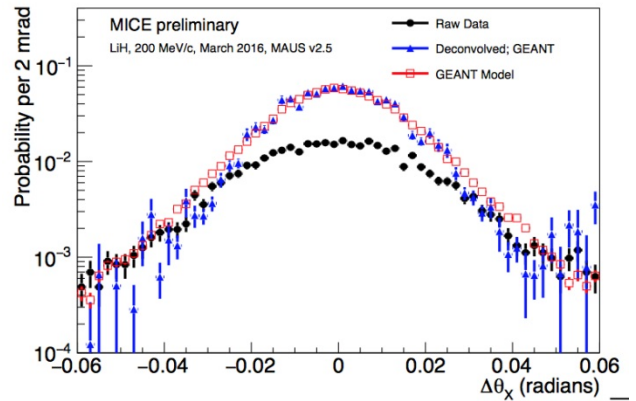 MICE preliminary
LiH, 200 MeV/c, March 2016, MAUS v2.5
Raw Data
Deconvolved; GEANT
GEANT Model
Probability per 2 mrad
10⁻¹
10⁻²
10⁻³
10⁻⁴
-0.06 -0.04 -0.02 0 0.02 0.04 0.06
Δθ_X (radians)